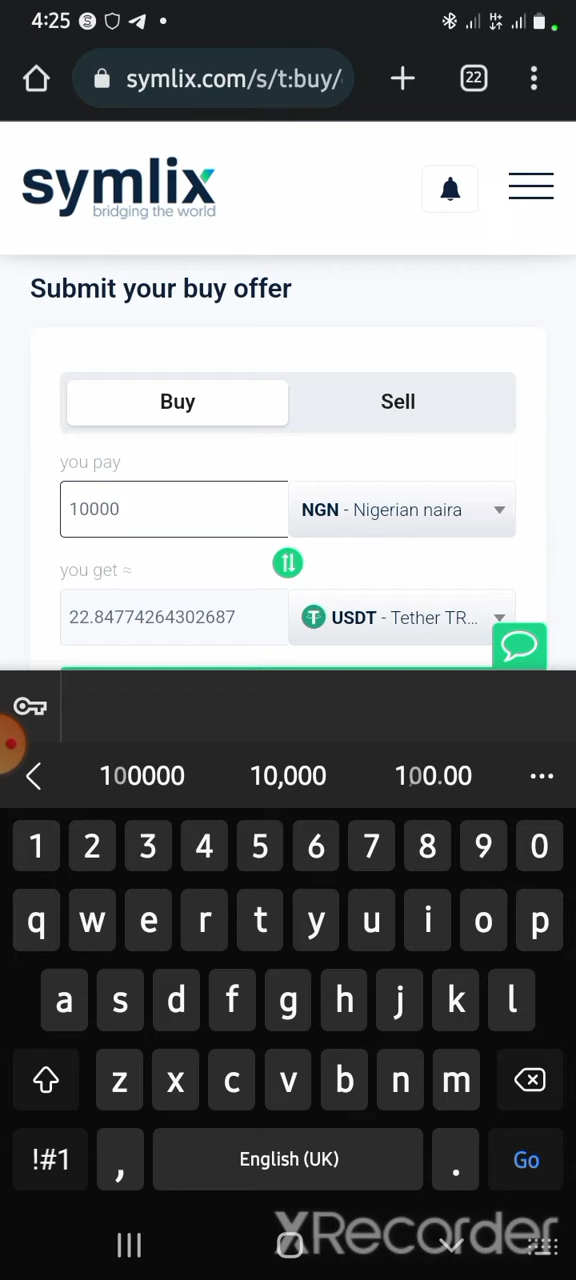 4:25
symlix.com/s/t:buy/
22
symlix
bridging the world
Submit your buy offer
Buy Sell
you pay
10000 NGN - Nigerian naira
you get ≈
22.84774264302687 USDT - Tether TR...
100000 10,000 100.00 ...
1 2 3 4 5 6 7 8 9 0
q w e r t y u i o p
a s d f g h j k l
z x c v b n m
!#1 , English (UK) . Go
XRecorder